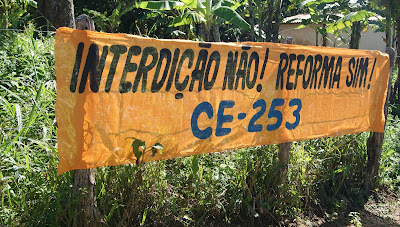 INTERDIÇÃO NÃO! REFORMA SIM!
CE-253